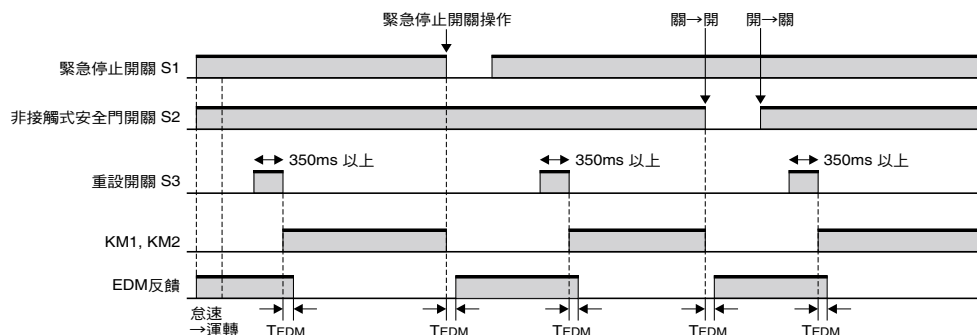 緊急停止開關操作
關→開
開→關
緊急停止開關 S1
非接觸式安全門開關 S2
350ms 以上
350ms 以上
350ms 以上
重設開關 S3
KM1, KM2
EDM反饋
怠速
→運轉
TEDM
TEDM
TEDM
TEDM
TEDM